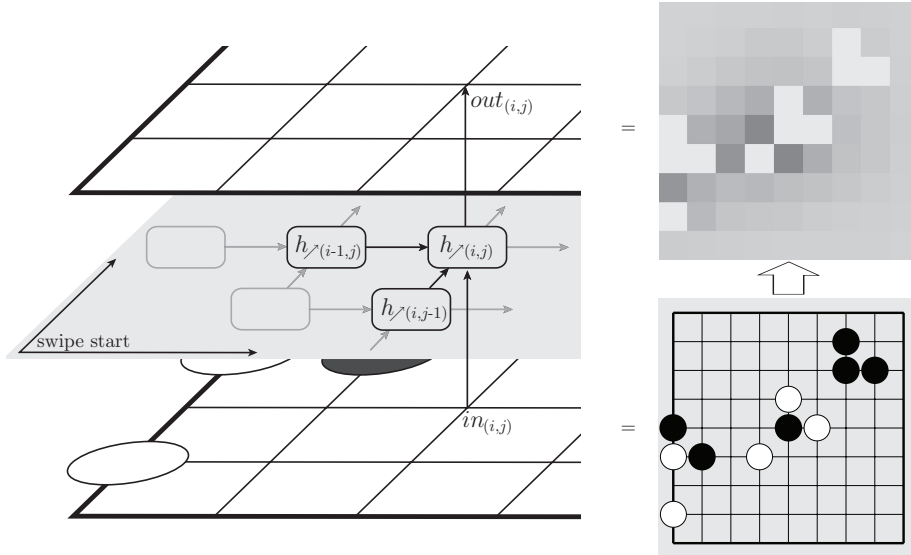 out(i,j)
=
h↗(i-1,j)
h↗(i,j)
h↗(i,j-1)
swipe start
in(i,j)
=